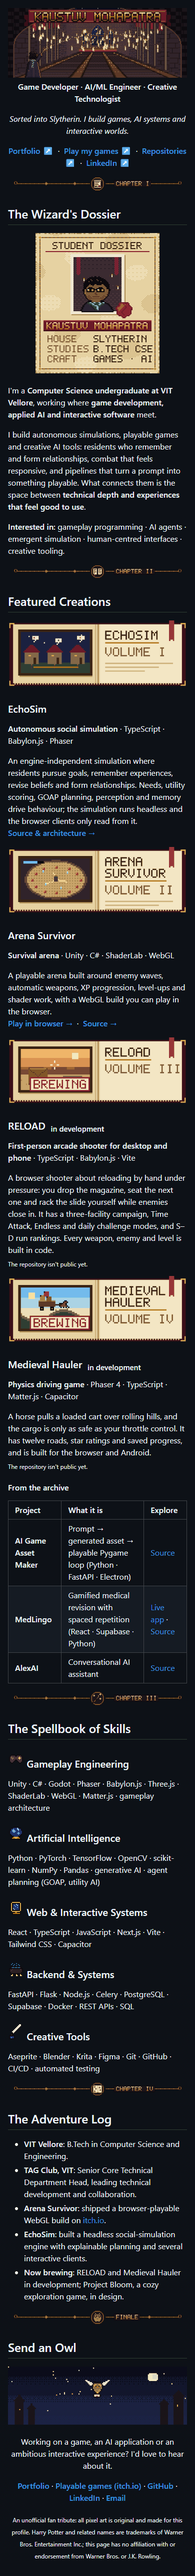 KAUSTUV MOHAPATRA
Game Developer · AI/ML Engineer · Creative
Technologist
Sorted into Slytherin. I build games, AI systems and
interactive worlds.
Portfolio ↗ · Play my games ↗ · Repositories
↗ · LinkedIn ↗
CHAPTER I
The Wizard's Dossier
STUDENT DOSSIER
KAUSTUV MOHAPATRA
HOUSE SLYTHERIN
STUDIES B.TECH CSE
CRAFT GAMES · AI
I'm a Computer Science undergraduate at VIT
Vellore, working where game development,
applied AI and interactive software meet.
I build autonomous simulations, playable games
and creative AI tools: residents who remember
and form relationships, combat that feels
responsive, and pipelines that turn a prompt into
something playable. What connects them is the
space between technical depth and experiences
that feel good to use.
Interested in: gameplay programming · AI agents ·
emergent simulation · human-centred interfaces ·
creative tooling.
CHAPTER II
Featured Creations
ECHOSIM
VOLUME I
EchoSim
Autonomous social simulation · TypeScript ·
Babylon.js · Phaser
An engine-independent simulation where
residents pursue goals, remember experiences,
revise beliefs and form relationships. Needs, utility
scoring, GOAP planning, perception and memory
drive behaviour; the simulation runs headless and
the browser clients only read from it.
Source & architecture →
ARENA
SURVIVOR
VOLUME II
Arena Survivor
Survival arena · Unity · C# · ShaderLab · WebGL
A playable arena built around enemy waves,
automatic weapons, XP progression, level-ups and
shader work, with a WebGL build you can play in
the browser.
Play in browser → · Source →
RELOAD
VOLUME III
BREWING
RELOAD in development
First-person arcade shooter for desktop and
phone · TypeScript · Babylon.js · Vite
A browser shooter about reloading by hand under
pressure: you drop the magazine, seat the next
one and rack the slide yourself while enemies
close in. It has a three-facility campaign, Time
Attack, Endless and daily challenge modes, and S–
D run rankings. Every weapon, enemy and level is
built in code.
The repository isn't public yet.
MEDIEVAL
HAULER
VOLUME IV
BREWING
Medieval Hauler in development
Physics driving game · Phaser 4 · TypeScript ·
Matter.js · Capacitor
A horse pulls a loaded cart over rolling hills, and
the cargo is only as safe as your throttle control. It
has twelve roads, star ratings and saved progress,
and is built for the browser and Android.
The repository isn't public yet.
From the archive
Project What it is Explore
AI Game
Asset
Maker
Prompt →
generated asset →
playable Pygame
loop (Python ·
FastAPI · Electron)
Source
MedLingo
Gamified medical
revision with
spaced repetition
(React · Supabase ·
Python)
Live
app ·
Source
AlexAI
Conversational AI
assistant
Source
CHAPTER III
The Spellbook of Skills
Gameplay Engineering
Unity · C# · Godot · Phaser · Babylon.js · Three.js ·
ShaderLab · WebGL · Matter.js · gameplay
architecture
Artificial Intelligence
Python · PyTorch · TensorFlow · OpenCV · scikit-
learn · NumPy · Pandas · generative AI · agent
planning (GOAP, utility AI)
Web & Interactive Systems
React · TypeScript · JavaScript · Next.js · Vite ·
Tailwind CSS · Capacitor
Backend & Systems
FastAPI · Flask · Node.js · Celery · PostgreSQL ·
Supabase · Docker · REST APIs · SQL
Creative Tools
Aseprite · Blender · Krita · Figma · Git · GitHub ·
CI/CD · automated testing
CHAPTER IV
The Adventure Log
• VIT Vellore: B.Tech in Computer Science and
Engineering.
• TAG Club, VIT: Senior Core Technical
Department Head, leading technical
development and collaboration.
• Arena Survivor: shipped a browser-playable
WebGL build on itch.io.
• EchoSim: built a headless social-simulation
engine with explainable planning and several
interactive clients.
• Now brewing: RELOAD and Medieval Hauler
in development; Project Bloom, a cozy
exploration game, in design.
FINALE
Send an Owl
Working on a game, an AI application or an
ambitious interactive experience? I'd love to hear
about it.
Portfolio · Playable games (itch.io) · GitHub ·
LinkedIn · Email
An unofficial fan tribute: all pixel art is original and made for this
profile. Harry Potter and related names are trademarks of Warner
Bros. Entertainment Inc.; this page has no affiliation with or
endorsement from Warner Bros. or J.K. Rowling.